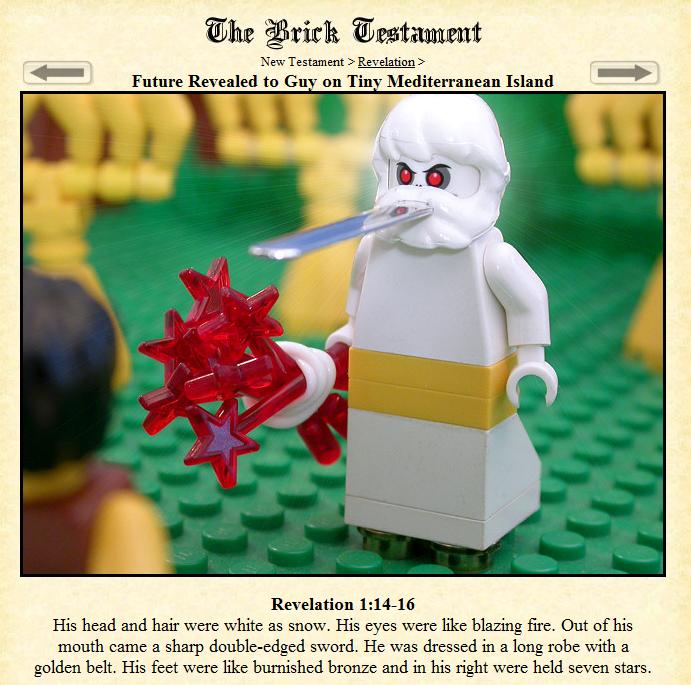 The Brick Testament
New Testament > Revelation >
Future Revealed to Guy on Tiny Mediterranean Island
Revelation 1:14-16
His head and hair were white as snow. His eyes were like blazing fire. Out of his
mouth came a sharp double-edged sword. He was dressed in a long robe with a
golden belt. His feet were like burnished bronze and in his right were held seven stars.